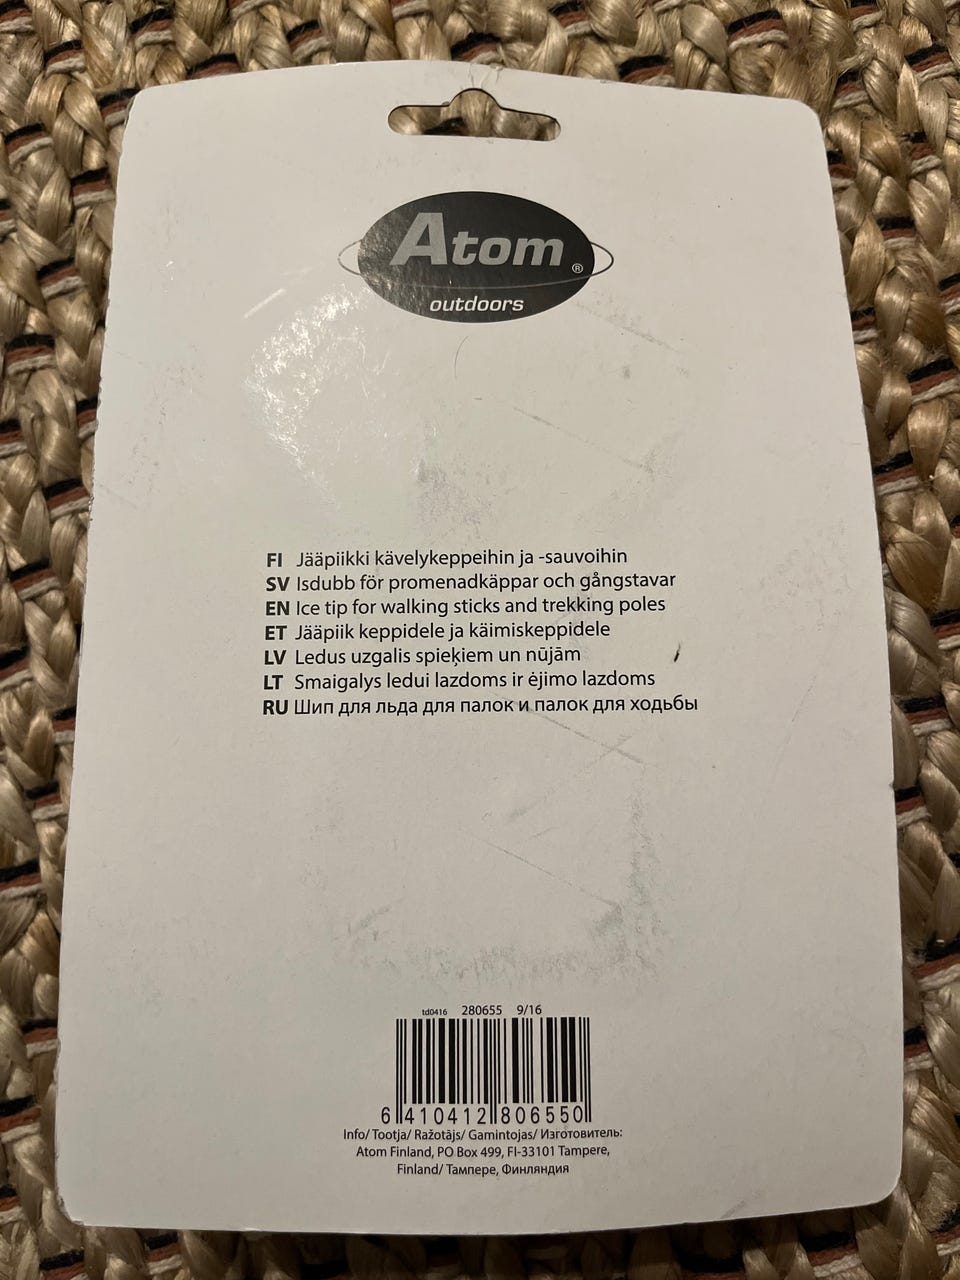 Atom ®
outdoors
FI Jääpiikki kävelykeppeihin ja -sauvoihin
SV Isdubb för promenadkäppar och gångstavar
EN Ice tip for walking sticks and trekking poles
ET Jääpiik keppidele ja käimiskeppidele
LV Ledus uzgalis spieķiem un nūjām
LT Smaigalys ledui lazdoms ir ėjimo lazdoms
RU Шип для льда для палок и палок для ходьбы
td0416 280655 9/16
6 410412 806550
Info/ Tootja/ Ražotājs/ Gamintojas/ Изготовитель:
Atom Finland, PO Box 499, FI-33101 Tampere,
Finland/ Тампере, Финляндия